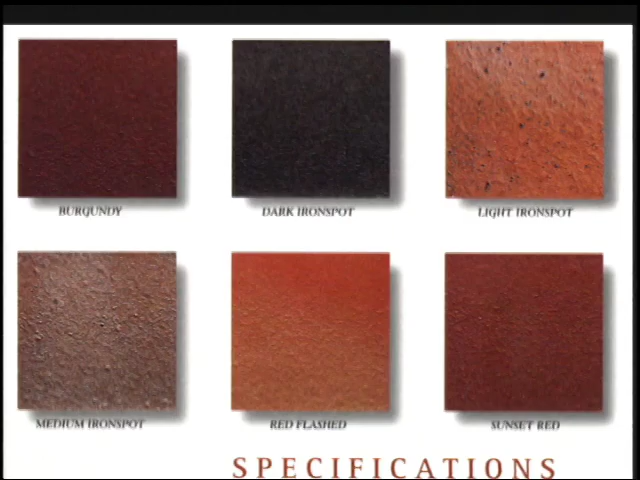 BURGUNDY
DARK IRONSPOT
LIGHT IRONSPOT
MEDIUM IRONSPOT
RED FLASHED
SUNSET RED
SPECIFICATIONS